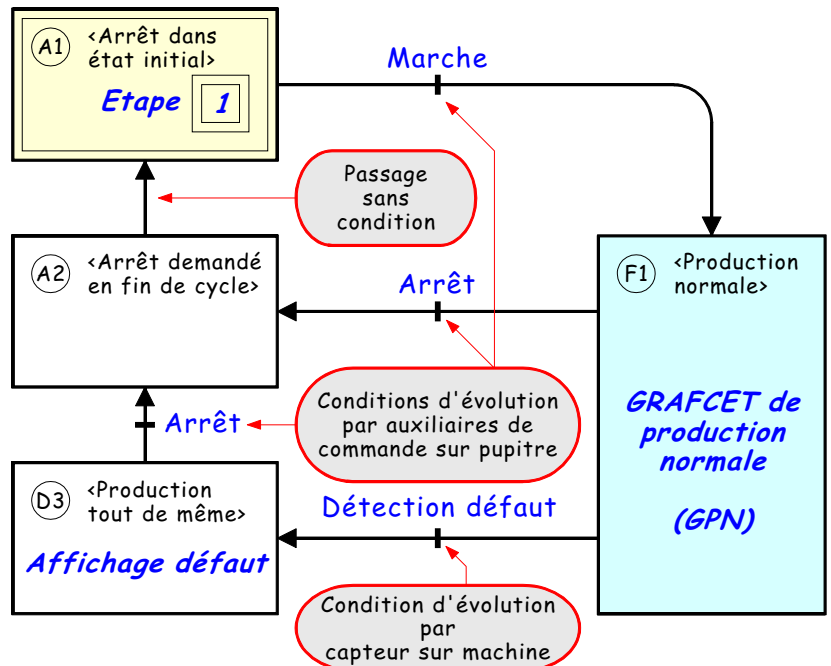 A1
<Arrêt dans
état initial>
Etape 1
Marche
Passage
sans
condition
A2
<Arrêt demandé
en fin de cycle>
Arrêt
F1
<Production
normale>
GRAFCET de
production
normale
(GPN)
Arrêt
Conditions d'évolution
par auxiliaires de
commande sur pupitre
D3
<Production
tout de même>
Affichage défaut
Détection défaut
Condition d'évolution
par
capteur sur machine